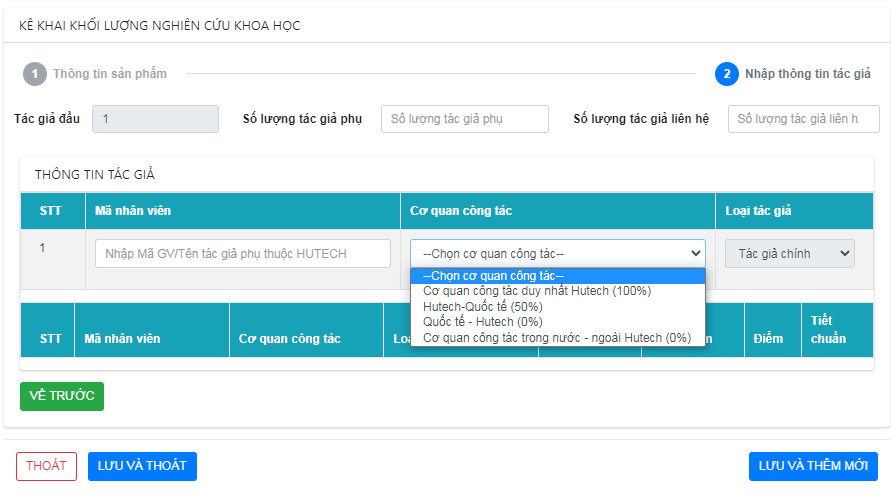 KÊ KHAI KHỐI LƯỢNG NGHIÊN CỨU KHOA HỌC
1 Thông tin sản phẩm 2 Nhập thông tin tác giả
Tác giả đầu 1 Số lượng tác giả phụ Số lượng tác giả phụ Số lượng tác giả liên hệ Số lượng tác giả liên h
THÔNG TIN TÁC GIẢ
STT Mã nhân viên Cơ quan công tác Loại tác giả
1 Nhập Mã GV/Tên tác giả phụ thuộc HUTECH --Chọn cơ quan công tác-- Tác giả chính
--Chọn cơ quan công tác--
Cơ quan công tác duy nhất Hutech (100%)
Hutech-Quốc tế (50%)
Quốc tế - Hutech (0%)
Cơ quan công tác trong nước - ngoài Hutech (0%)
STT Mã nhân viên Cơ quan công tác Điểm Tiết chuẩn
VỀ TRƯỚC
THOÁT LƯU VÀ THOÁT LƯU VÀ THÊM MỚI